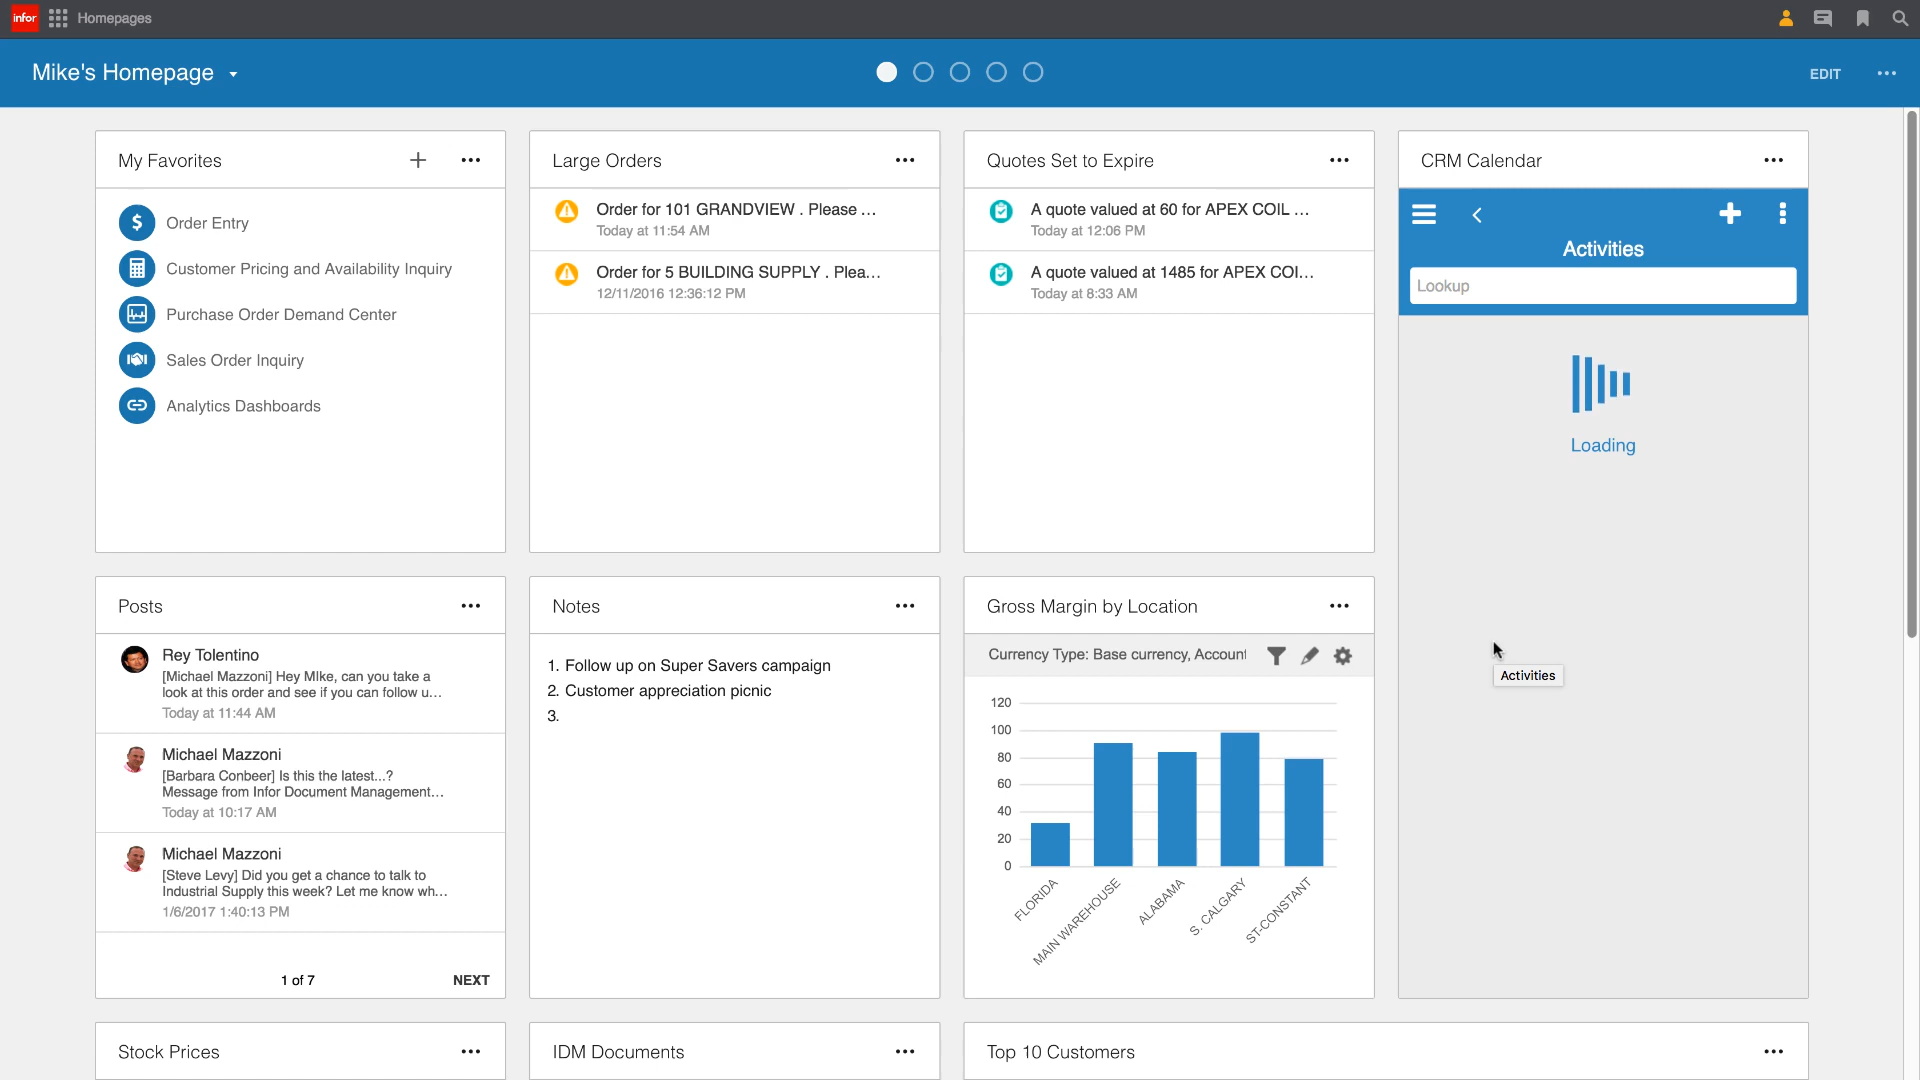 infor
Homepages
Mike's Homepage
EDIT
My Favorites
Order Entry
Customer Pricing and Availability Inquiry
Purchase Order Demand Center
Sales Order Inquiry
Analytics Dashboards
Large Orders
Order for 101 GRANDVIEW . Please ...
Today at 11:54 AM
Order for 5 BUILDING SUPPLY . Plea...
12/11/2016 12:36:12 PM
Quotes Set to Expire
A quote valued at 60 for APEX COIL ...
Today at 12:06 PM
A quote valued at 1485 for APEX COI...
Today at 8:33 AM
CRM Calendar
Activities
Lookup
Loading
Activities
Posts
Rey Tolentino
[Michael Mazzoni] Hey MIke, can you take a
look at this order and see if you can follow u...
Today at 11:44 AM
Michael Mazzoni
[Barbara Conbeer] Is this the latest...?
Message from Infor Document Management...
Today at 10:17 AM
Michael Mazzoni
[Steve Levy] Did you get a chance to talk to
Industrial Supply this week? Let me know wh...
1/6/2017 1:40:13 PM
1 of 7
NEXT
Notes
1. Follow up on Super Savers campaign
2. Customer appreciation picnic
3.
Gross Margin by Location
Currency Type: Base currency, Account
120
100
80
60
40
20
0
FLORIDA
MAIN WAREHOUSE
ALABAMA
S. CALGARY
ST-CONSTANT
Stock Prices
IDM Documents
Top 10 Customers